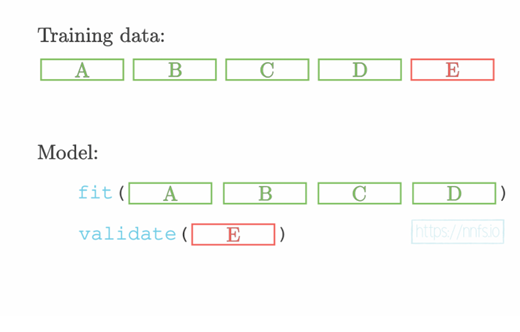 Training data:
A B C D E
Model:
fit(A B C D)
validate(E)
https://nnfs.io